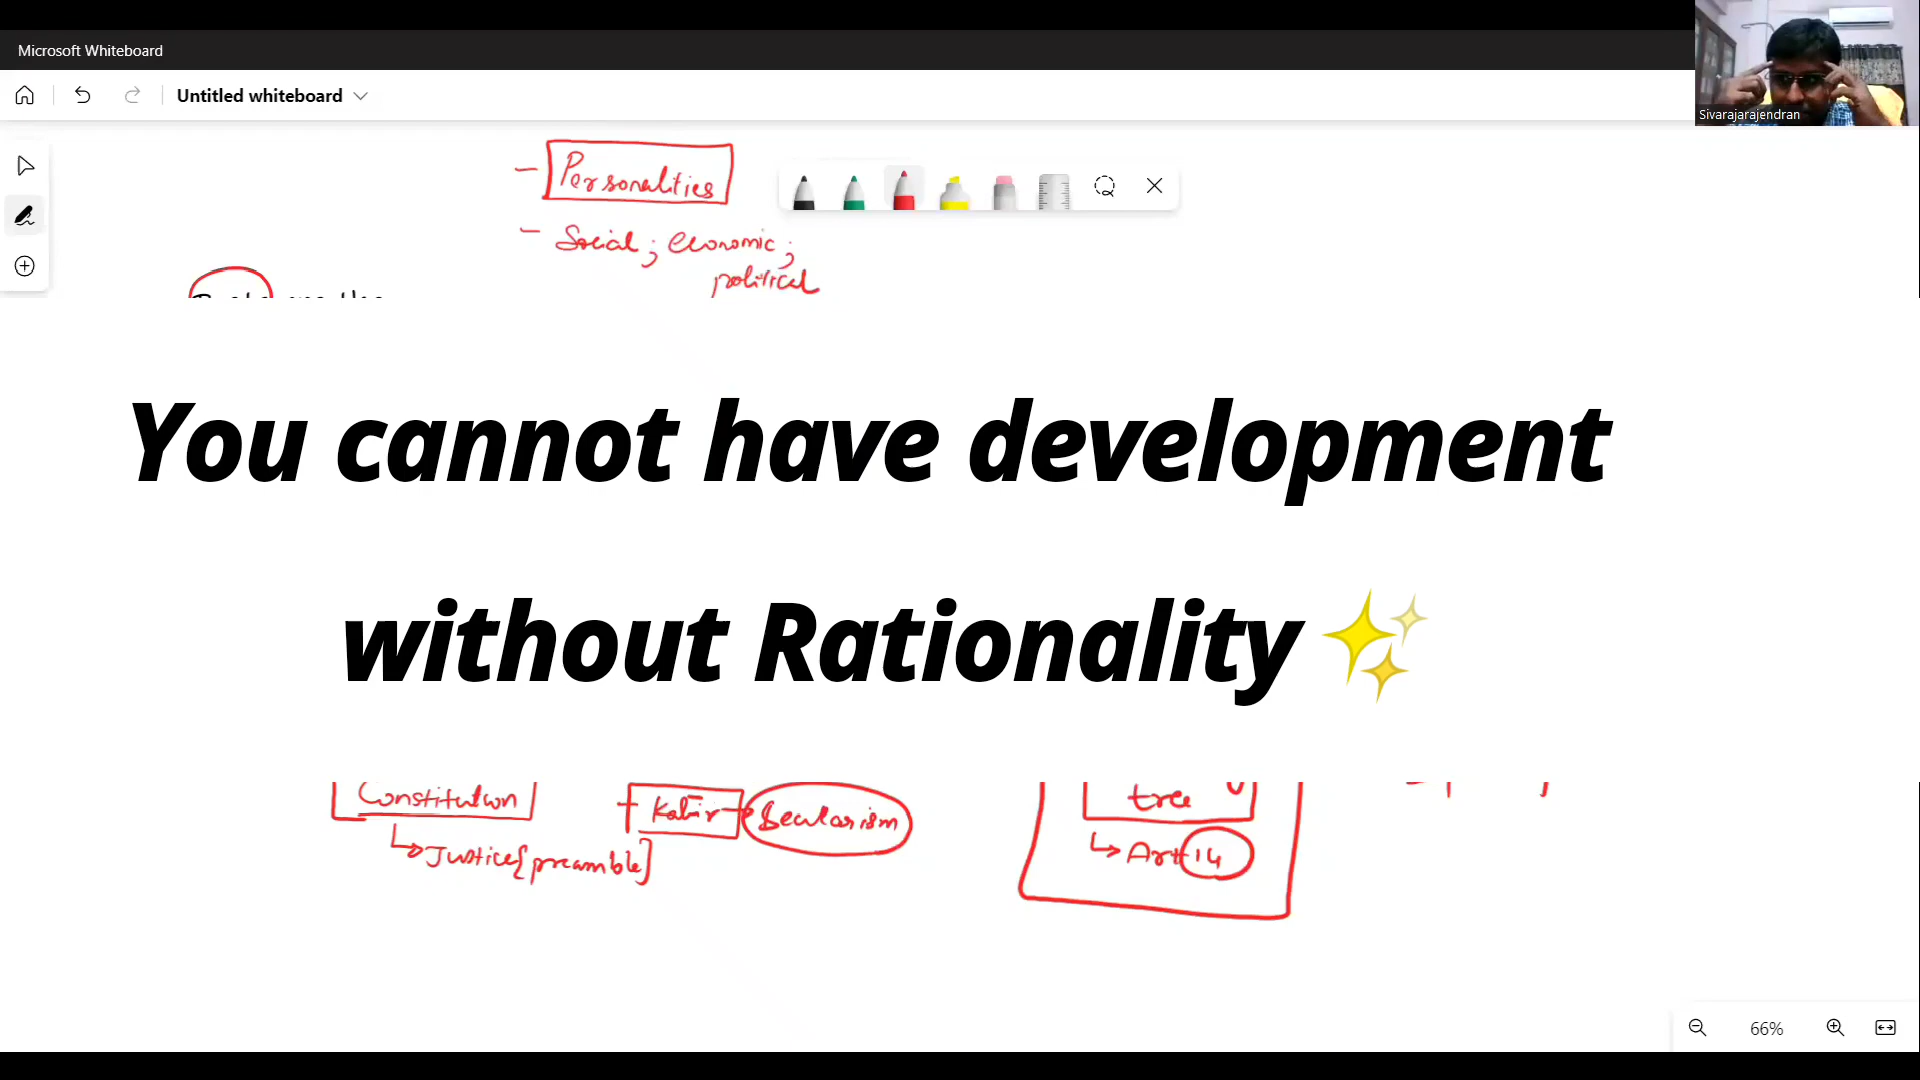 Microsoft Whiteboard
Untitled whiteboard
Sivarajarajendran
- Personalities
- Social; economic;
political
You cannot have development
without Rationality ✨
Constitution
Kabir → Secularism
tree
↳ Justice [preamble]
↳ Art 14
66%